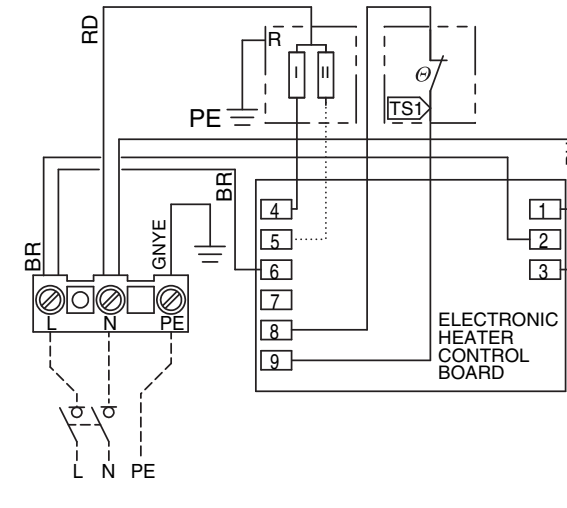 RD
R
I
II
Θ
TS1
PE
BR
BR
GNYE
4
5
6
7
8
9
1
2
3
ELECTRONIC
HEATER
CONTROL
BOARD
L
N
PE
L
N
PE